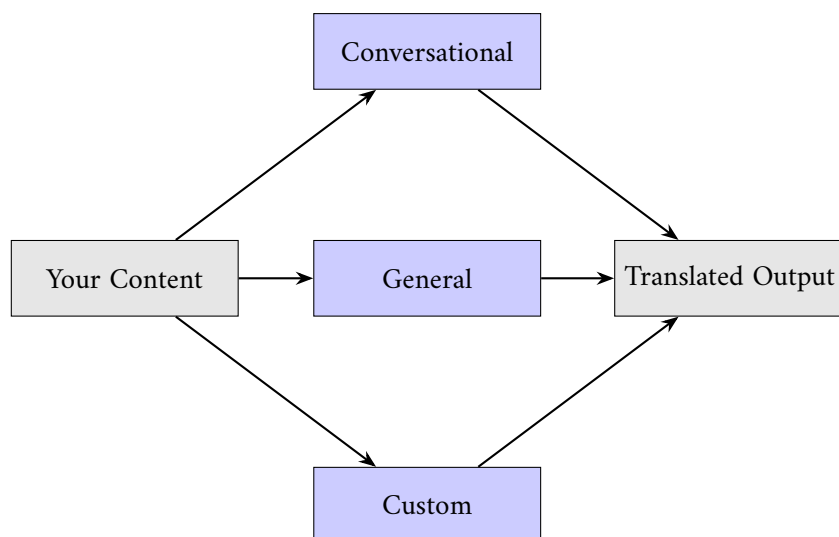 Conversational
Your Content
General
Translated Output
Custom